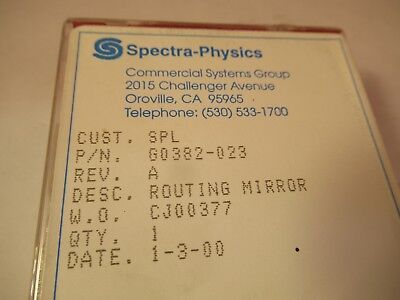 Spectra-Physics
Commercial Systems Group
2015 Challenger Avenue
Oroville, CA 95965
Telephone: (530) 533-1700
CUST. SPL
P/N. G0382-023
REV. A
DESC. ROUTING MIRROR
W.O. CJ00377
QTY. 1
DATE. 1-3-00